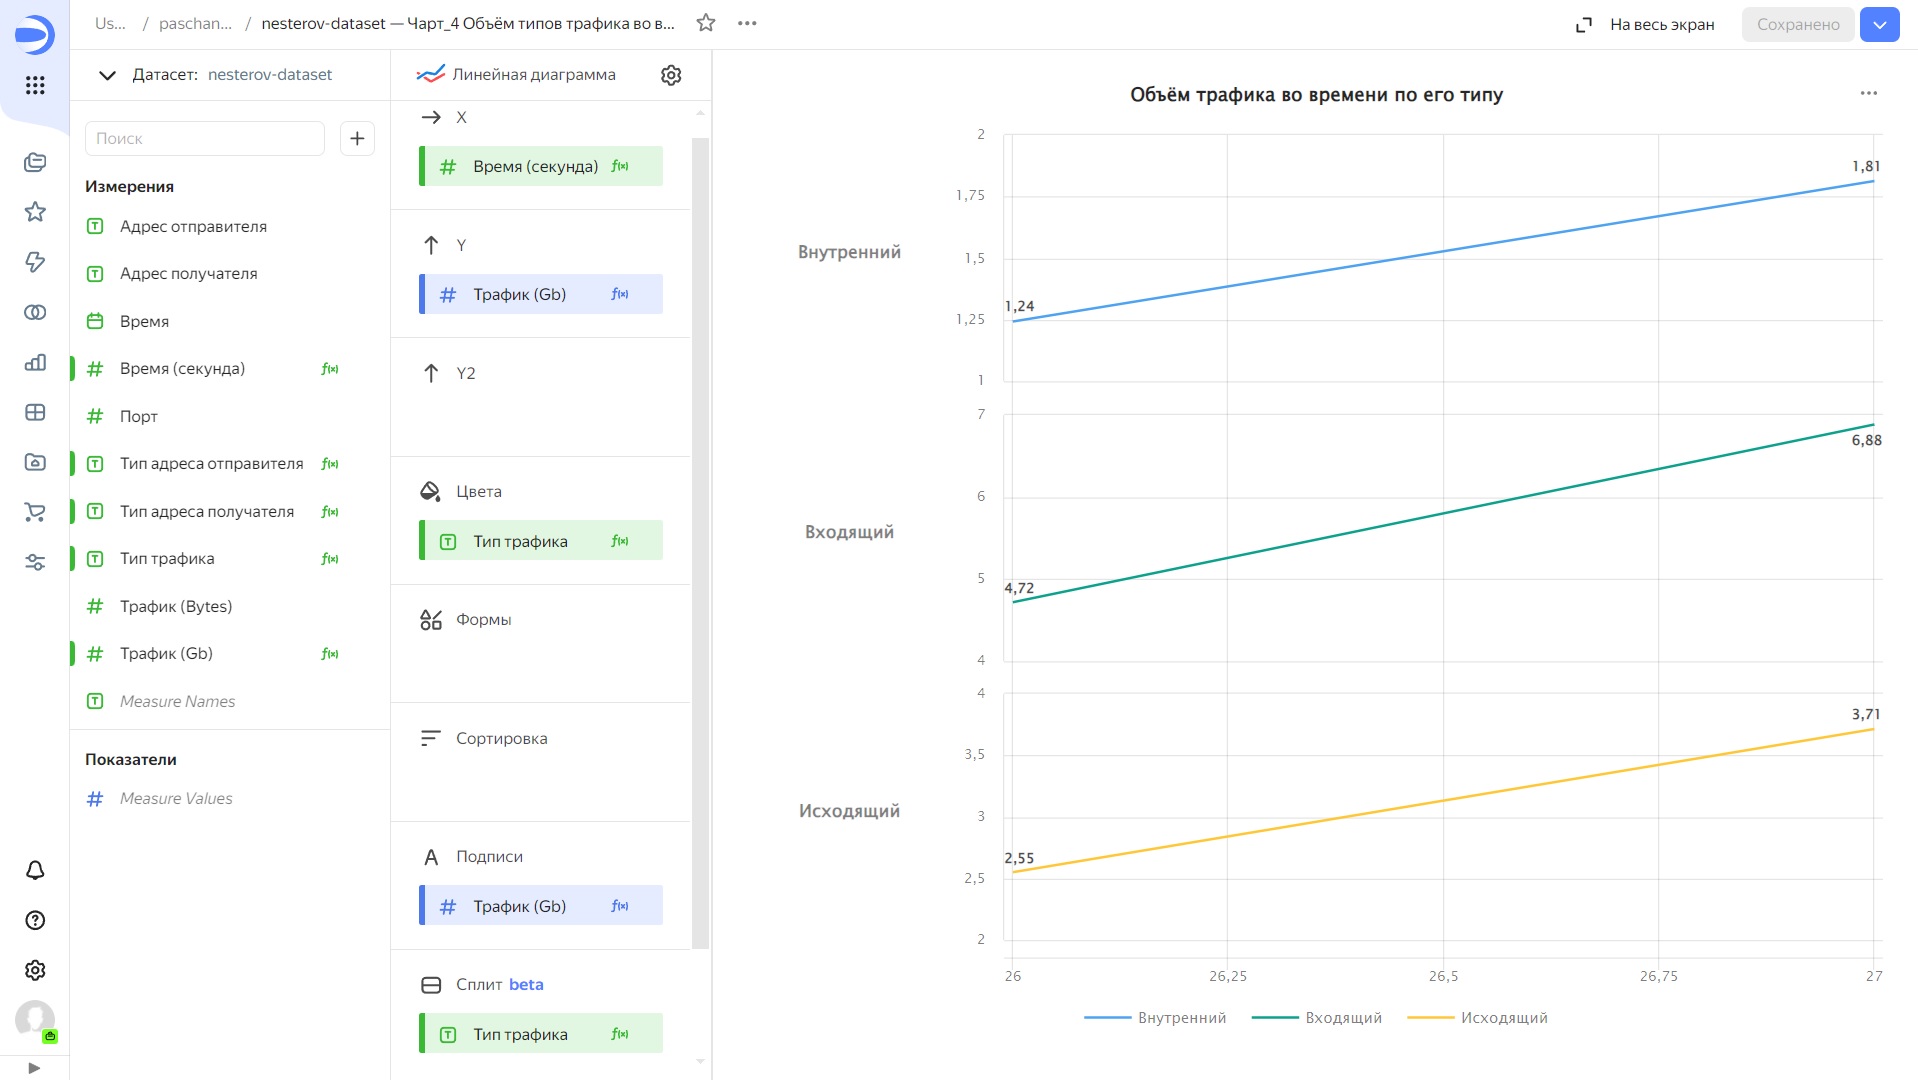 Us... / paschan... / nesterov-dataset — Чарт_4 Объём типов трафика во в...
На весь экран
Сохранено
Датасет: nesterov-dataset
Поиск
Измерения
Адрес отправителя
Адрес получателя
Время
Время (секунда) f(x)
Порт
Тип адреса отправителя f(x)
Тип адреса получателя f(x)
Тип трафика f(x)
Трафик (Bytes)
Трафик (Gb) f(x)
Measure Names
Показатели
Measure Values
Линейная диаграмма
X
Время (секунда) f(x)
Y
Трафик (Gb) f(x)
Y2
Цвета
Тип трафика f(x)
Формы
Сортировка
Подписи
Трафик (Gb) f(x)
Сплит beta
Тип трафика f(x)
Объём трафика во времени по его типу
Внутренний
2
1,75
1,5
1,25
1
1,24
1,81
Входящий
7
6
5
4
4,72
6,88
Исходящий
4
3,5
3
2,5
2
2,55
3,71
26 26,25 26,5 26,75 27
Внутренний Входящий Исходящий